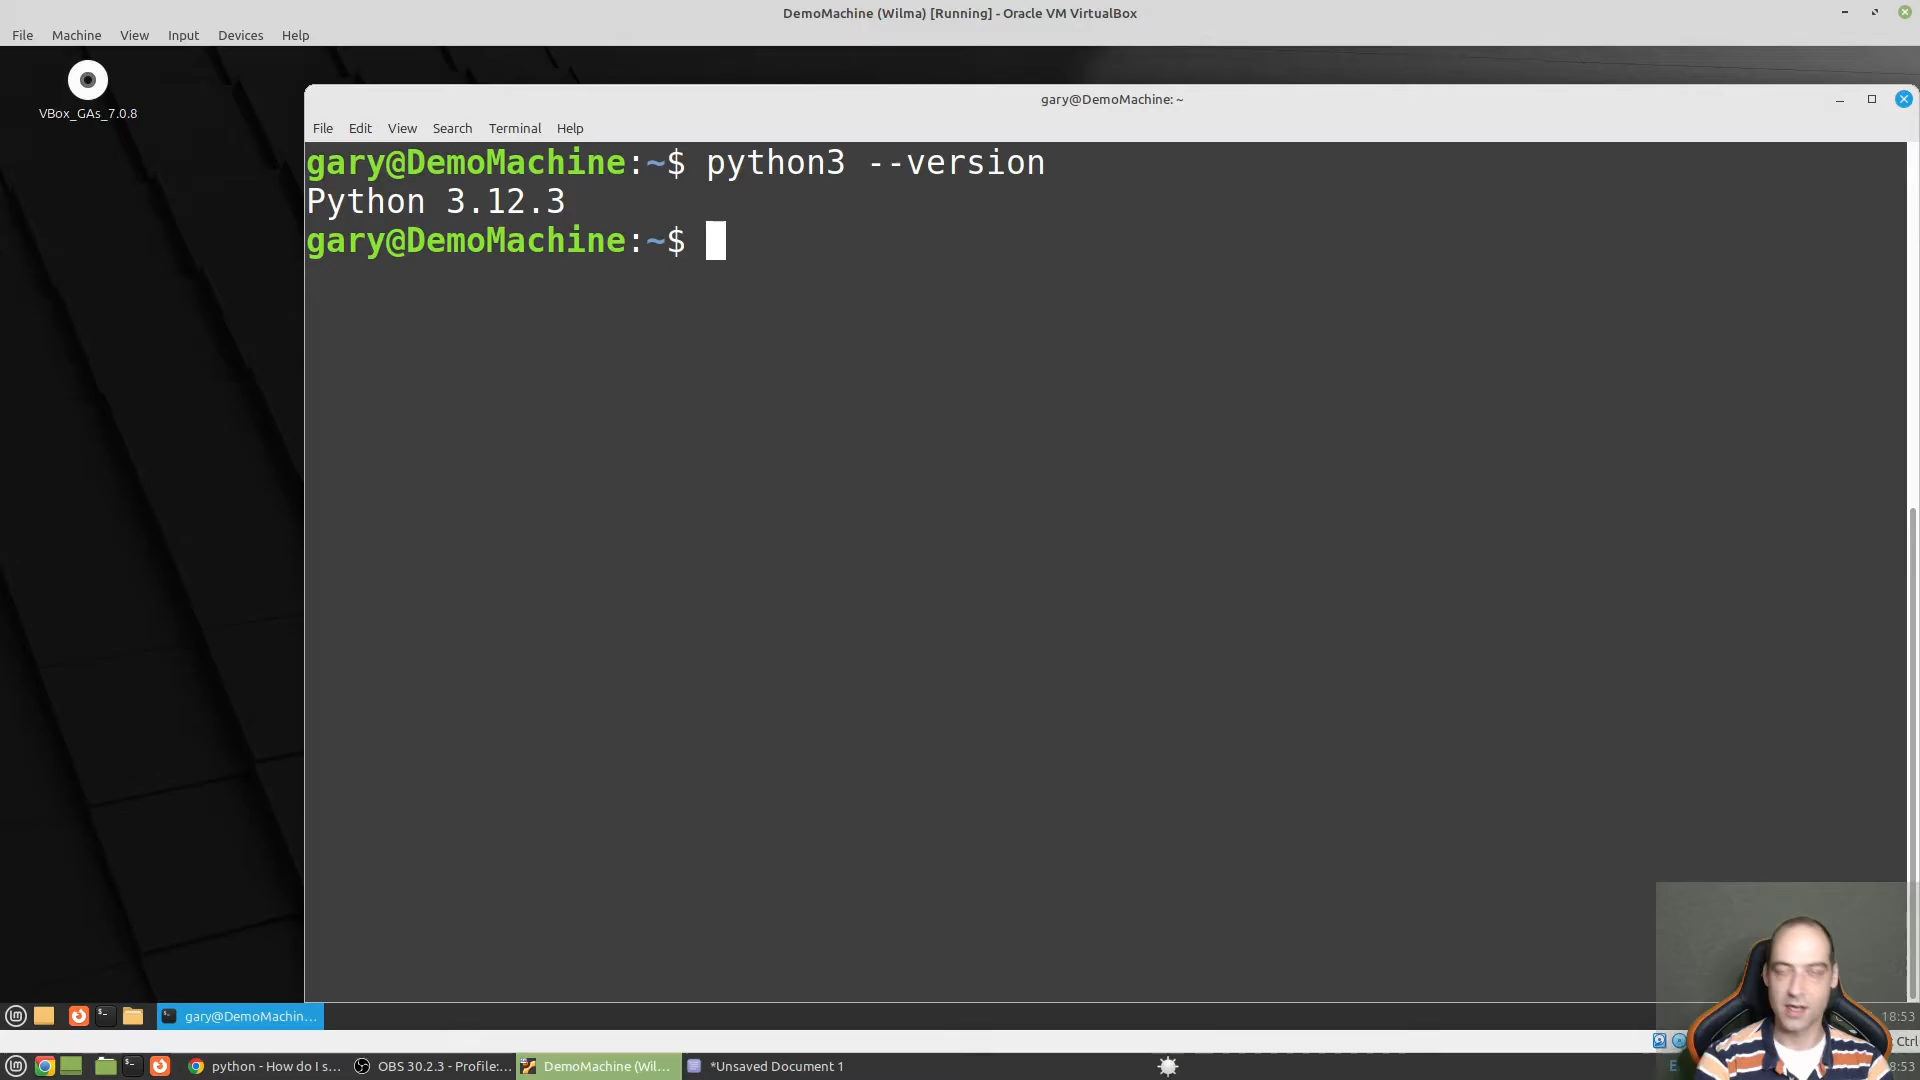 DemoMachine (Wilma) [Running] - Oracle VM VirtualBox
File Machine View Input Devices Help
VBox_GAs_7.0.8
gary@DemoMachine: ~
File Edit View Search Terminal Help
gary@DemoMachine:~$ python3 --version
Python 3.12.3
gary@DemoMachine:~$
gary@DemoMachin...
18:53
Ctrl
python - How do I s...
OBS 30.2.3 - Profile:...
DemoMachine (Wil...
*Unsaved Document 1